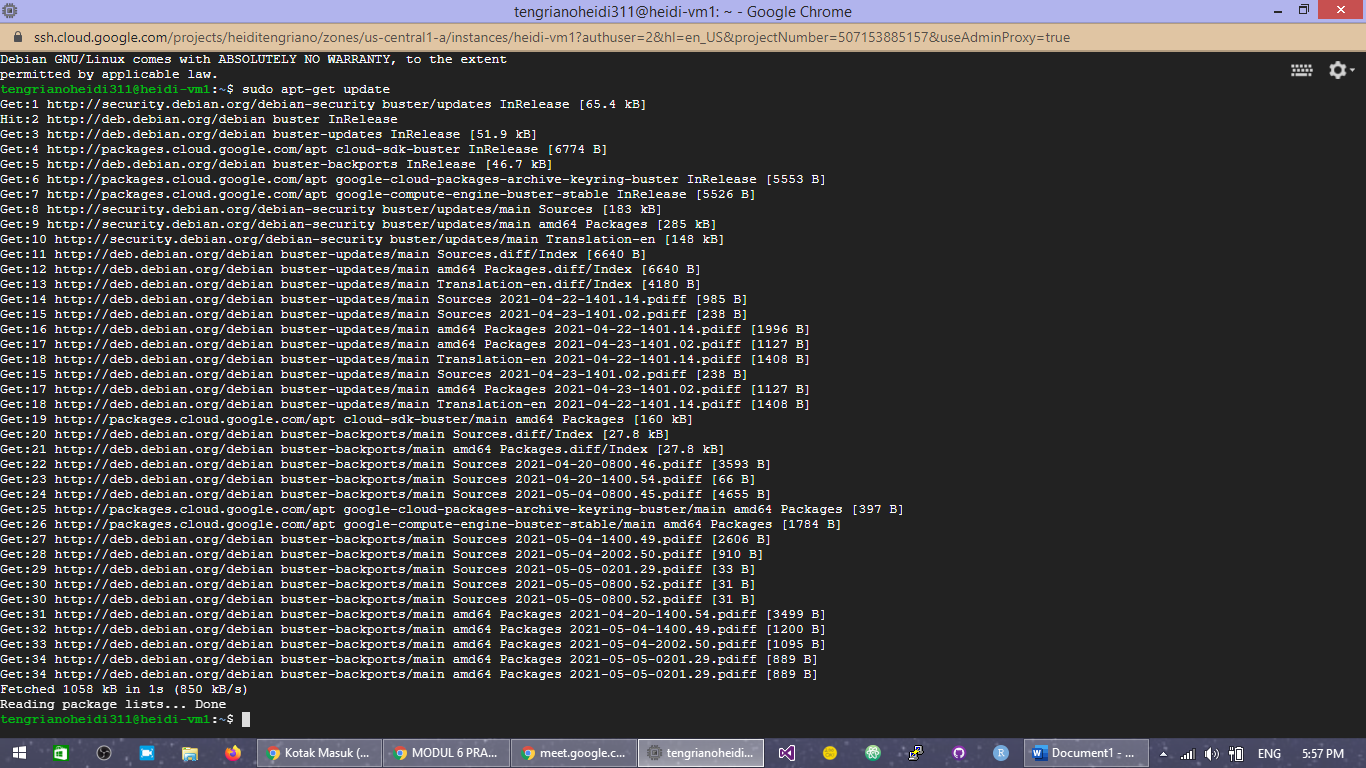 tengrianoheidi311@heidi-vm1: ~ - Google Chrome
ssh.cloud.google.com/projects/heiditengriano/zones/us-central1-a/instances/heidi-vm1?authuser=2&hl=en_US&projectNumber=507153885157&useAdminProxy=true
Debian GNU/Linux comes with ABSOLUTELY NO WARRANTY, to the extent
permitted by applicable law.
tengrianoheidi311@heidi-vm1:~$ sudo apt-get update
Get:1 http://security.debian.org/debian-security buster/updates InRelease [65.4 kB]
Hit:2 http://deb.debian.org/debian buster InRelease
Get:3 http://deb.debian.org/debian buster-updates InRelease [51.9 kB]
Get:4 http://packages.cloud.google.com/apt cloud-sdk-buster InRelease [6774 B]
Get:5 http://deb.debian.org/debian buster-backports InRelease [46.7 kB]
Get:6 http://packages.cloud.google.com/apt google-cloud-packages-archive-keyring-buster InRelease [5553 B]
Get:7 http://packages.cloud.google.com/apt google-compute-engine-buster-stable InRelease [5526 B]
Get:8 http://security.debian.org/debian-security buster/updates/main Sources [183 kB]
Get:9 http://security.debian.org/debian-security buster/updates/main amd64 Packages [285 kB]
Get:10 http://security.debian.org/debian-security buster/updates/main Translation-en [148 kB]
Get:11 http://deb.debian.org/debian buster-updates/main Sources.diff/Index [6640 B]
Get:12 http://deb.debian.org/debian buster-updates/main amd64 Packages.diff/Index [6640 B]
Get:13 http://deb.debian.org/debian buster-updates/main Translation-en.diff/Index [4180 B]
Get:14 http://deb.debian.org/debian buster-updates/main Sources 2021-04-22-1401.14.pdiff [985 B]
Get:15 http://deb.debian.org/debian buster-updates/main Sources 2021-04-23-1401.02.pdiff [238 B]
Get:16 http://deb.debian.org/debian buster-updates/main amd64 Packages 2021-04-22-1401.14.pdiff [1996 B]
Get:17 http://deb.debian.org/debian buster-updates/main amd64 Packages 2021-04-23-1401.02.pdiff [1127 B]
Get:18 http://deb.debian.org/debian buster-updates/main Translation-en 2021-04-22-1401.14.pdiff [1408 B]
Get:15 http://deb.debian.org/debian buster-updates/main Sources 2021-04-23-1401.02.pdiff [238 B]
Get:17 http://deb.debian.org/debian buster-updates/main amd64 Packages 2021-04-23-1401.02.pdiff [1127 B]
Get:18 http://deb.debian.org/debian buster-updates/main Translation-en 2021-04-22-1401.14.pdiff [1408 B]
Get:19 http://packages.cloud.google.com/apt cloud-sdk-buster/main amd64 Packages [160 kB]
Get:20 http://deb.debian.org/debian buster-backports/main Sources.diff/Index [27.8 kB]
Get:21 http://deb.debian.org/debian buster-backports/main amd64 Packages.diff/Index [27.8 kB]
Get:22 http://deb.debian.org/debian buster-backports/main Sources 2021-04-20-0800.46.pdiff [3593 B]
Get:23 http://deb.debian.org/debian buster-backports/main Sources 2021-04-20-1400.54.pdiff [66 B]
Get:24 http://deb.debian.org/debian buster-backports/main Sources 2021-05-04-0800.45.pdiff [4655 B]
Get:25 http://packages.cloud.google.com/apt google-cloud-packages-archive-keyring-buster/main amd64 Packages [397 B]
Get:26 http://packages.cloud.google.com/apt google-compute-engine-buster-stable/main amd64 Packages [1784 B]
Get:27 http://deb.debian.org/debian buster-backports/main Sources 2021-05-04-1400.49.pdiff [2606 B]
Get:28 http://deb.debian.org/debian buster-backports/main Sources 2021-05-04-2002.50.pdiff [910 B]
Get:29 http://deb.debian.org/debian buster-backports/main Sources 2021-05-05-0201.29.pdiff [33 B]
Get:30 http://deb.debian.org/debian buster-backports/main Sources 2021-05-05-0800.52.pdiff [31 B]
Get:30 http://deb.debian.org/debian buster-backports/main Sources 2021-05-05-0800.52.pdiff [31 B]
Get:31 http://deb.debian.org/debian buster-backports/main amd64 Packages 2021-04-20-1400.54.pdiff [3499 B]
Get:32 http://deb.debian.org/debian buster-backports/main amd64 Packages 2021-05-04-1400.49.pdiff [1200 B]
Get:33 http://deb.debian.org/debian buster-backports/main amd64 Packages 2021-05-04-2002.50.pdiff [1095 B]
Get:34 http://deb.debian.org/debian buster-backports/main amd64 Packages 2021-05-05-0201.29.pdiff [889 B]
Get:34 http://deb.debian.org/debian buster-backports/main amd64 Packages 2021-05-05-0201.29.pdiff [889 B]
Fetched 1058 kB in 1s (850 kB/s)
Reading package lists... Done
tengrianoheidi311@heidi-vm1:~$
Kotak Masuk (... MODUL 6 PRA... meet.google.c... tengrianoheidi... R Document1 - ... ENG 5:57 PM